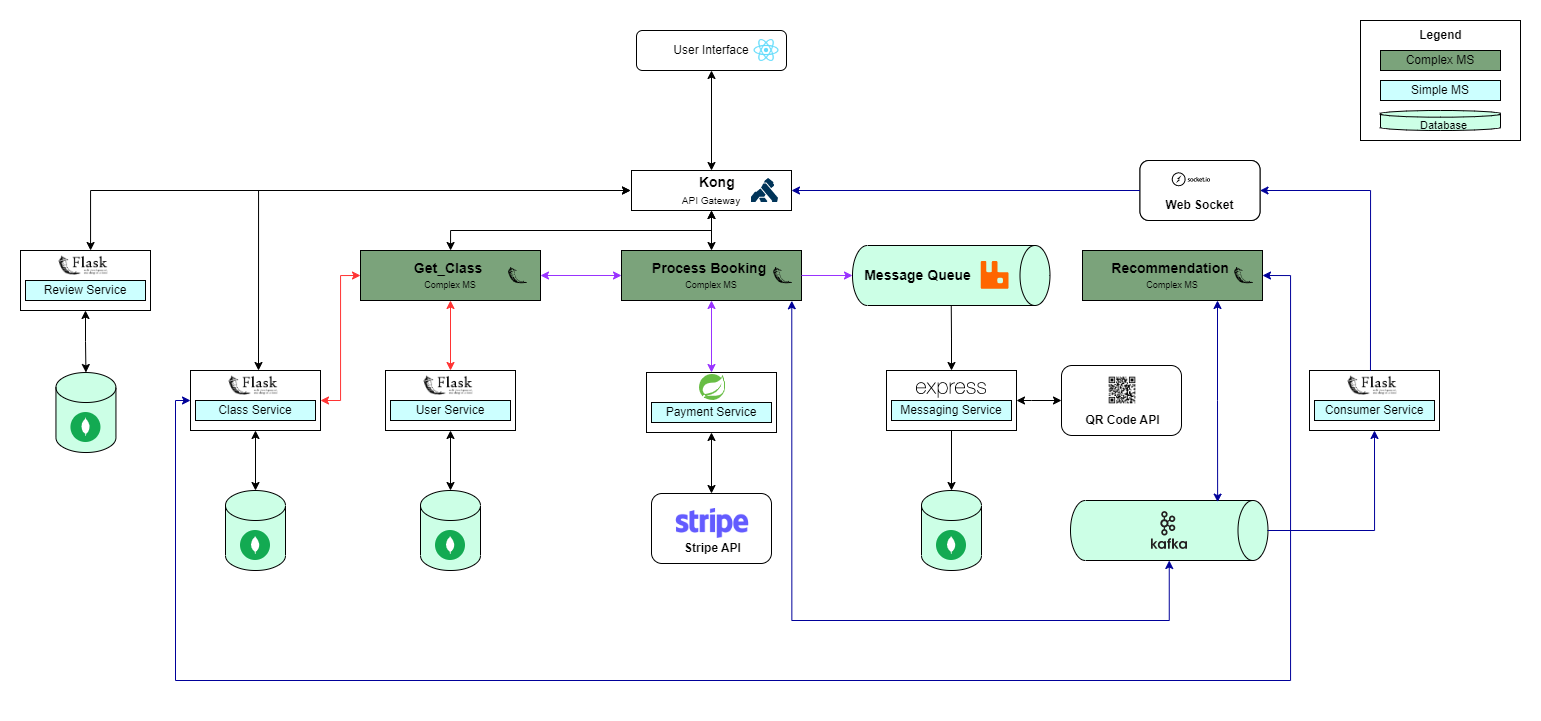 Legend
Complex MS
Simple MS
Database
User Interface
Kong
API Gateway
socket.io
Web Socket
Flask
Review Service
Get_Class
Complex MS
Process Booking
Complex MS
Message Queue
Recommendation
Complex MS
Flask
Class Service
Flask
User Service
Payment Service
express
Messaging Service
QR Code API
Flask
Consumer Service
stripe
Stripe API
kafka